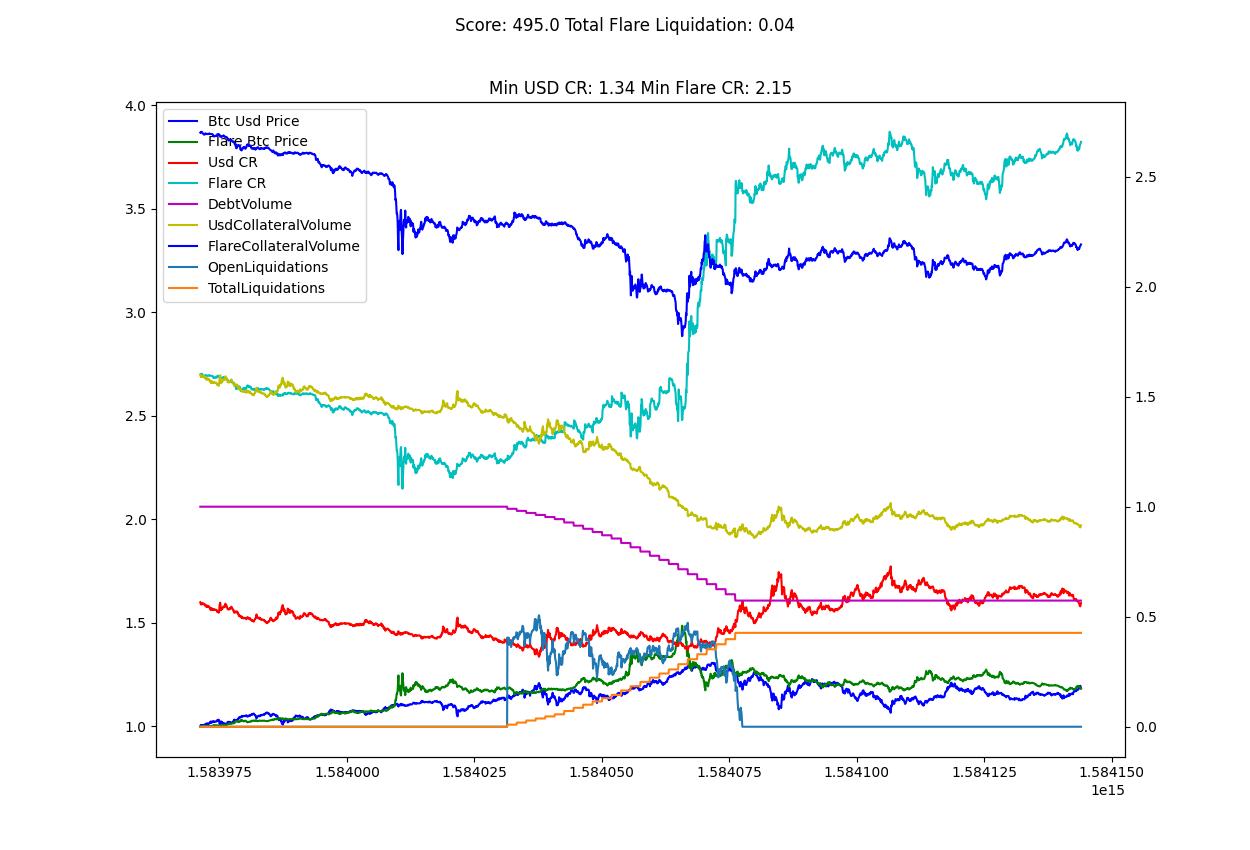 Score: 495.0 Total Flare Liquidation: 0.04
Min USD CR: 1.34 Min Flare CR: 2.15
Btc Usd Price
Flare Btc Price
Usd CR
Flare CR
DebtVolume
UsdCollateralVolume
FlareCollateralVolume
OpenLiquidations
TotalLiquidations
4.0
3.5
3.0
2.5
2.0
1.5
1.0
2.5
2.0
1.5
1.0
0.5
0.0
1.583975 1.584000 1.584025 1.584050 1.584075 1.584100 1.584125 1.584150
1e15